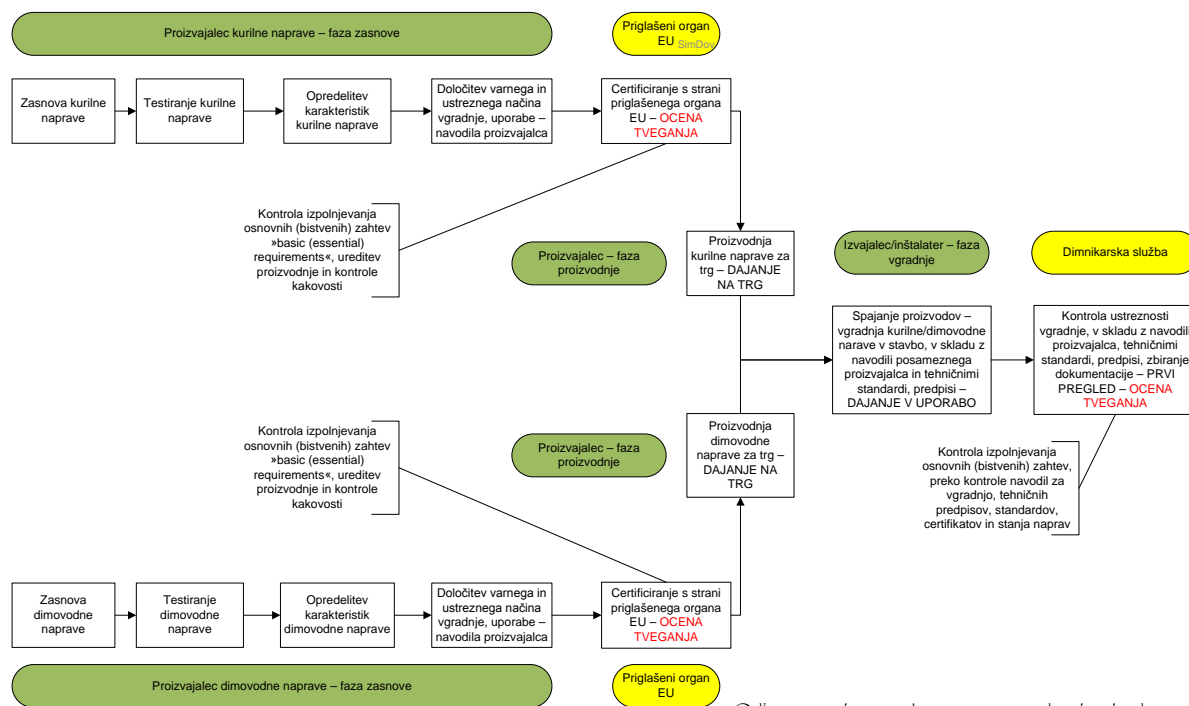 Proizvajalec kurilne naprave – faza zasnove
Priglašeni organ
EU
SimDov
Zasnova kurilne
naprave
Testiranje kurilne
naprave
Opredelitev
karakteristik
kurilne naprave
Določitev varnega in
ustreznega načina
vgradnje, uporabe –
navodila proizvajalca
Certificiranje s strani
priglašenega organa
EU – OCENA
TVEGANJA
Kontrola izpolnjevanja
osnovnih (bistvenih) zahtev
»basic (essential)
requirements«, ureditev
proizvodnje in kontrole
kakovosti
Proizvajalec – faza
proizvodnje
Proizvodnja
kurilne naprave za
trg – DAJANJE
NA TRG
Izvajalec/inštalater – faza
vgradnje
Dimnikarska služba
Spajanje proizvodov –
vgradnja kurilne/dimovodne
narave v stavbo, v skladu z
navodili posameznega
proizvajalca in tehničnimi
standardi, predpisi –
DAJANJE V UPORABO
Kontrola ustreznosti
vgradnje, v skladu z navodili
proizvajalca, tehničnimi
standardi, predpisi, zbiranje
dokumentacije – PRVI
PREGLED – OCENA
TVEGANJA
Kontrola izpolnjevanja
osnovnih (bistvenih) zahtev
»basic (essential)
requirements«, ureditev
proizvodnje in kontrole
kakovosti
Proizvajalec – faza
proizvodnje
Proizvodnja
dimovodne
naprave za trg –
DAJANJE NA
TRG
Kontrola izpolnjevanja
osnovnih (bistvenih) zahtev,
preko kontrole navodil za
vgradnjo, tehničnih
predpisov, standardov,
certifikatov in stanja naprav
Zasnova
dimovodne
naprave
Testiranje
dimovodne
naprave
Opredelitev
karakteristik
dimovodne naprave
Določitev varnega in
ustreznega načina
vgradnje, uporabe –
navodila proizvajalca
Certificiranje s strani
priglašenega organa
EU – OCENA
TVEGANJA
Proizvajalec dimovodne naprave – faza zasnove
Priglašeni organ
EU